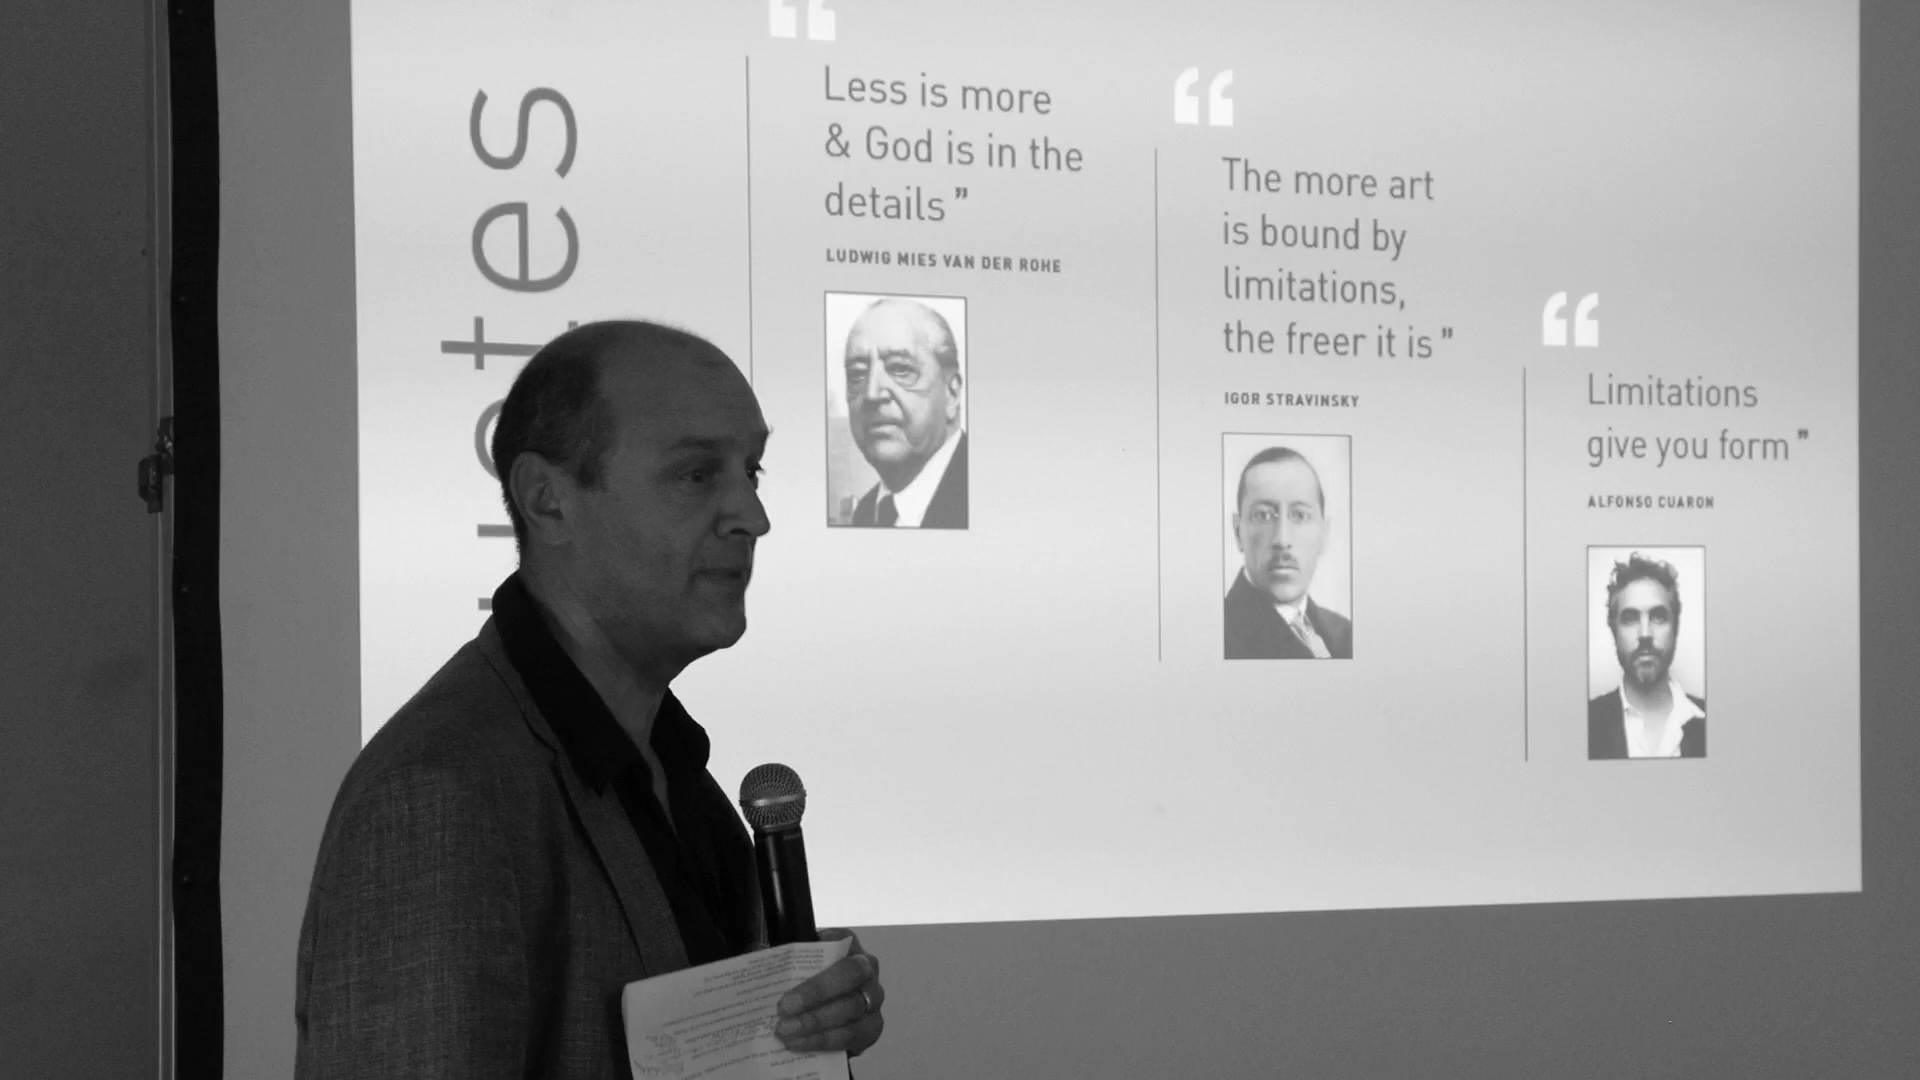 uotes
“
Less is more
& God is in the
details”
LUDWIG MIES VAN DER ROHE
“
The more art
is bound by
limitations,
the freer it is”
IGOR STRAVINSKY
“
Limitations
give you form”
ALFONSO CUARON